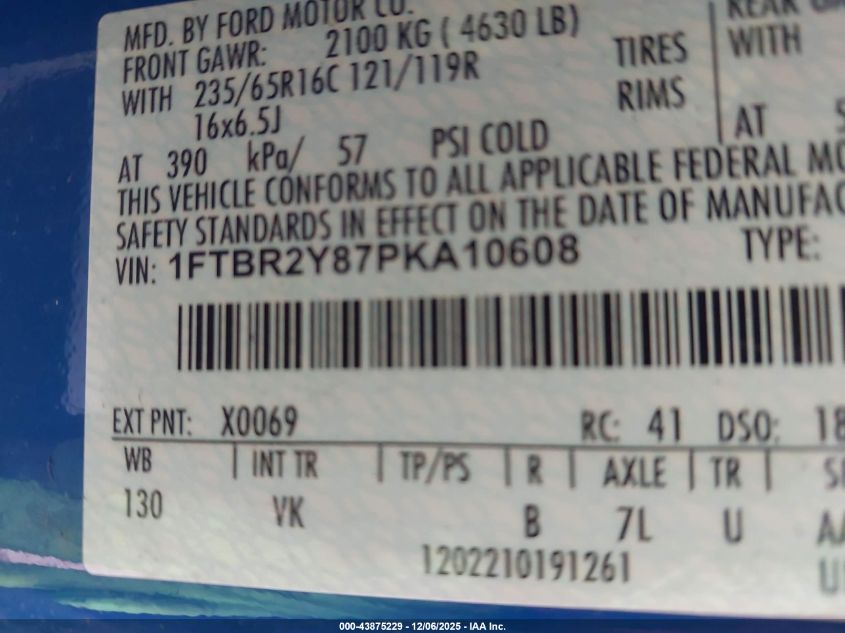 MFD. BY FORD MOTOR CO.
FRONT GAWR: 2100 KG ( 4630 LB)
WITH 235/65R16C 121/119R TIRES
16x6.5J RIMS
AT 390 kPa/ 57 PSI COLD
WITH
AT
THIS VEHICLE CONFORMS TO ALL APPLICABLE FEDERAL MO
SAFETY STANDARDS IN EFFECT ON THE DATE OF MANUFAC
VIN: 1FTBR2Y87PKA10608 TYPE:
EXT PNT: X0069 RC: 41 DSO: 18
WB INT TR TP/PS R AXLE TR
130 VK B 7L U
1202210191261
000-43875229 - 12/06/2025 - IAA Inc.